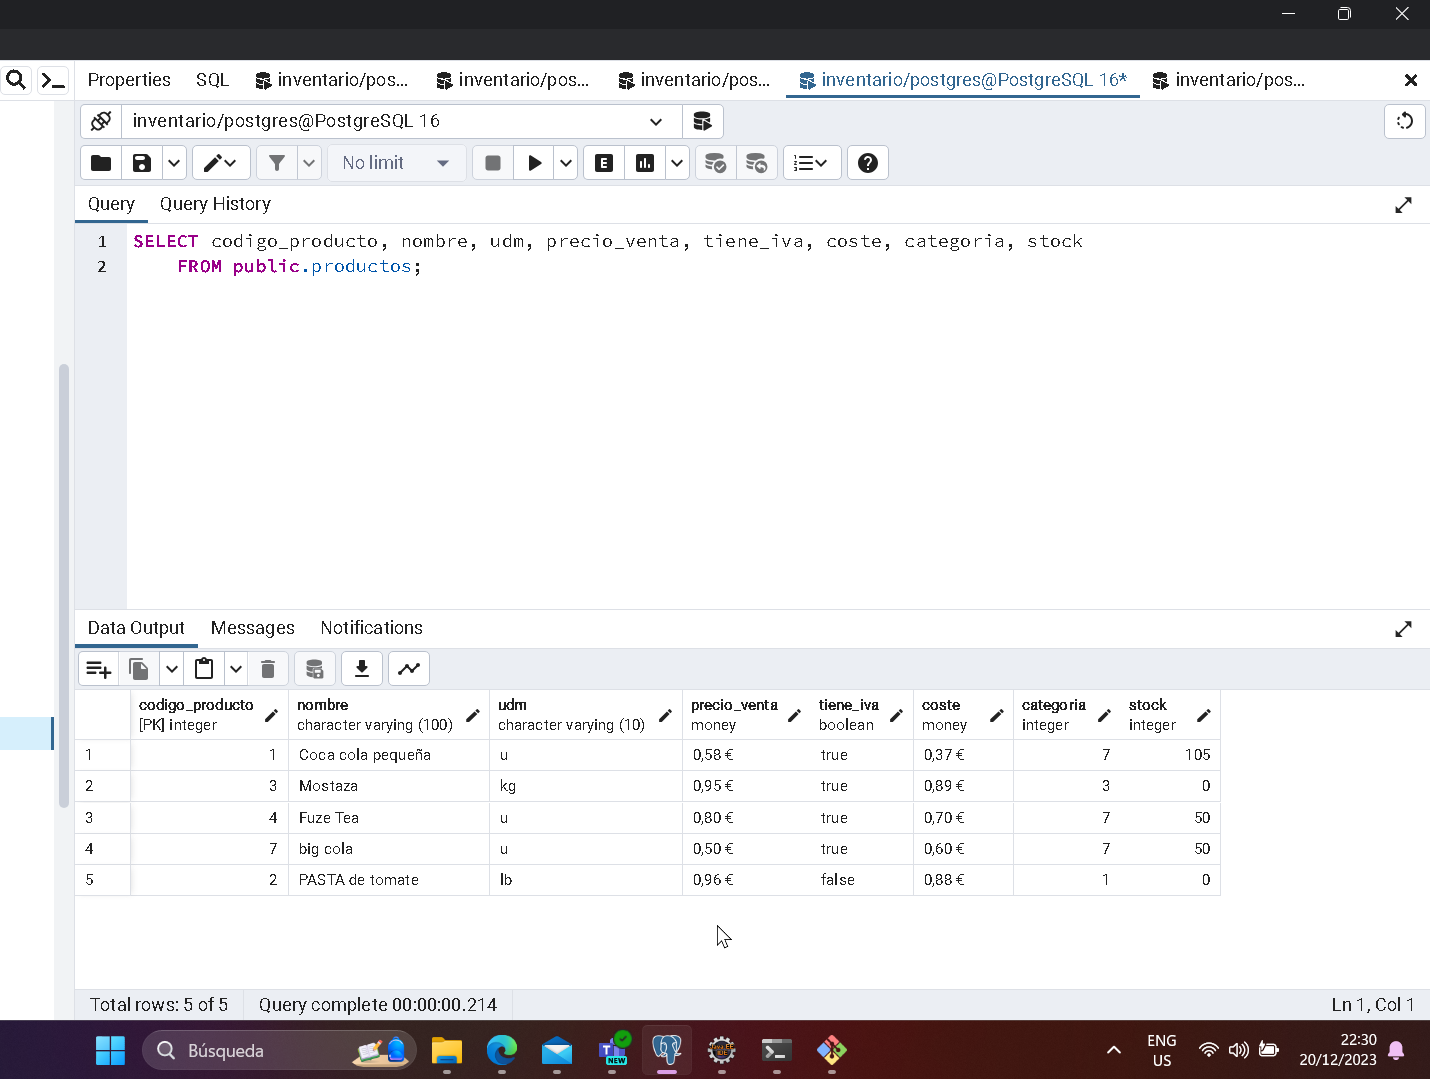 Properties SQL inventario/pos... inventario/pos... inventario/pos... inventario/postgres@PostgreSQL 16* inventario/pos...
inventario/postgres@PostgreSQL 16
No limit E
Query Query History
1 SELECT codigo_producto, nombre, udm, precio_venta, tiene_iva, coste, categoria, stock
2 FROM public.productos;
Data Output Messages Notifications
codigo_producto nombre udm precio_venta tiene_iva coste categoria stock
[PK] integer character varying (100) character varying (10) money boolean money integer integer
1 1 Coca cola pequeña u 0,58 € true 0,37 € 7 105
2 3 Mostaza kg 0,95 € true 0,89 € 3 0
3 4 Fuze Tea u 0,80 € true 0,70 € 7 50
4 7 big cola u 0,50 € true 0,60 € 7 50
5 2 PASTA de tomate lb 0,96 € false 0,88 € 1 0
Total rows: 5 of 5 Query complete 00:00:00.214 Ln 1, Col 1
Búsqueda NEW ENG 22:30
US 20/12/2023